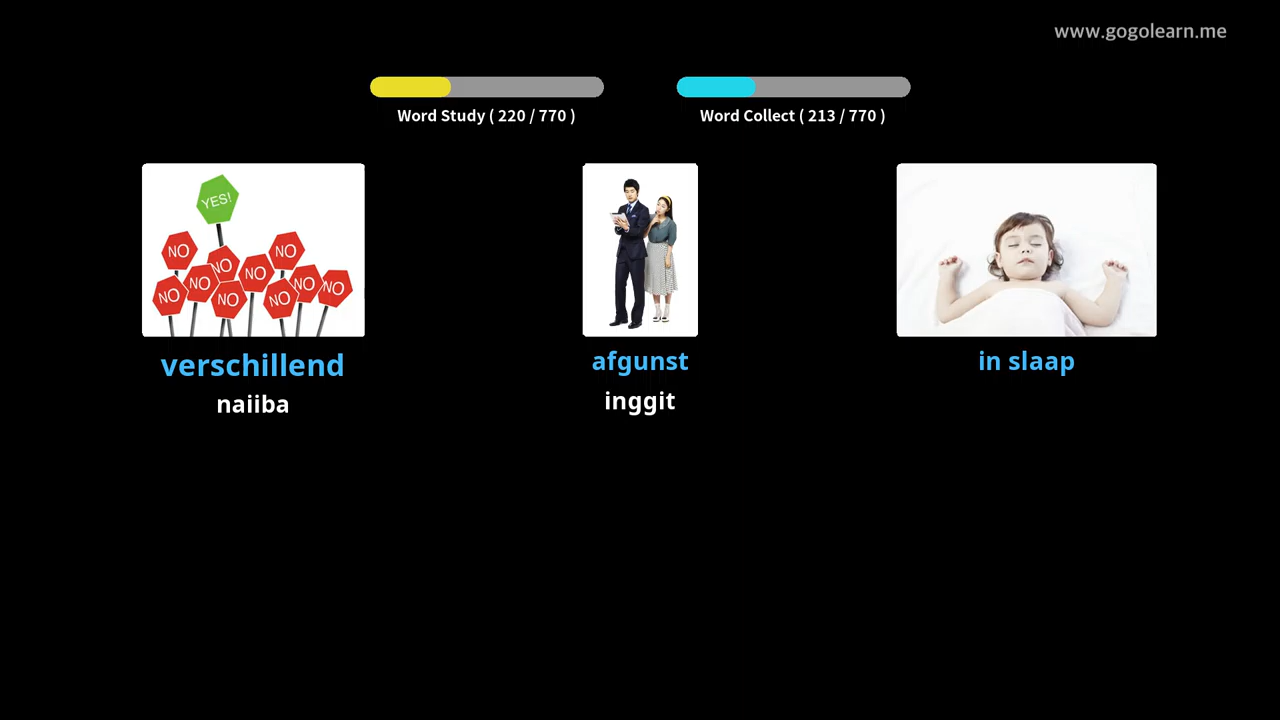 www.gogolearn.me
Word Study ( 220 / 770 )
Word Collect ( 213 / 770 )
YES!
NO
NO
NO
NO
NO
NO
NO
NO
NO
NO
verschillend
naiiba
afgunst
inggit
in slaap